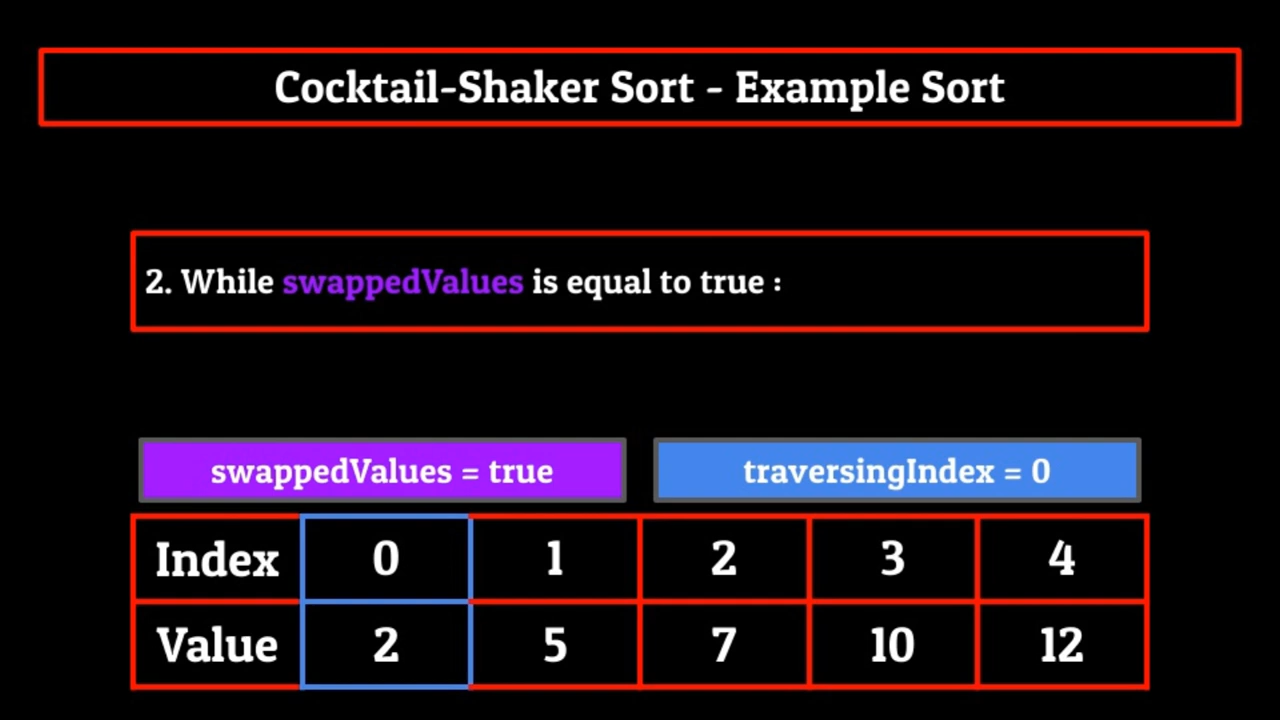 Cocktail-Shaker Sort - Example Sort
2. While swappedValues is equal to true :
swappedValues = true traversingIndex = 0
Index 0 1 2 3 4
Value 2 5 7 10 12